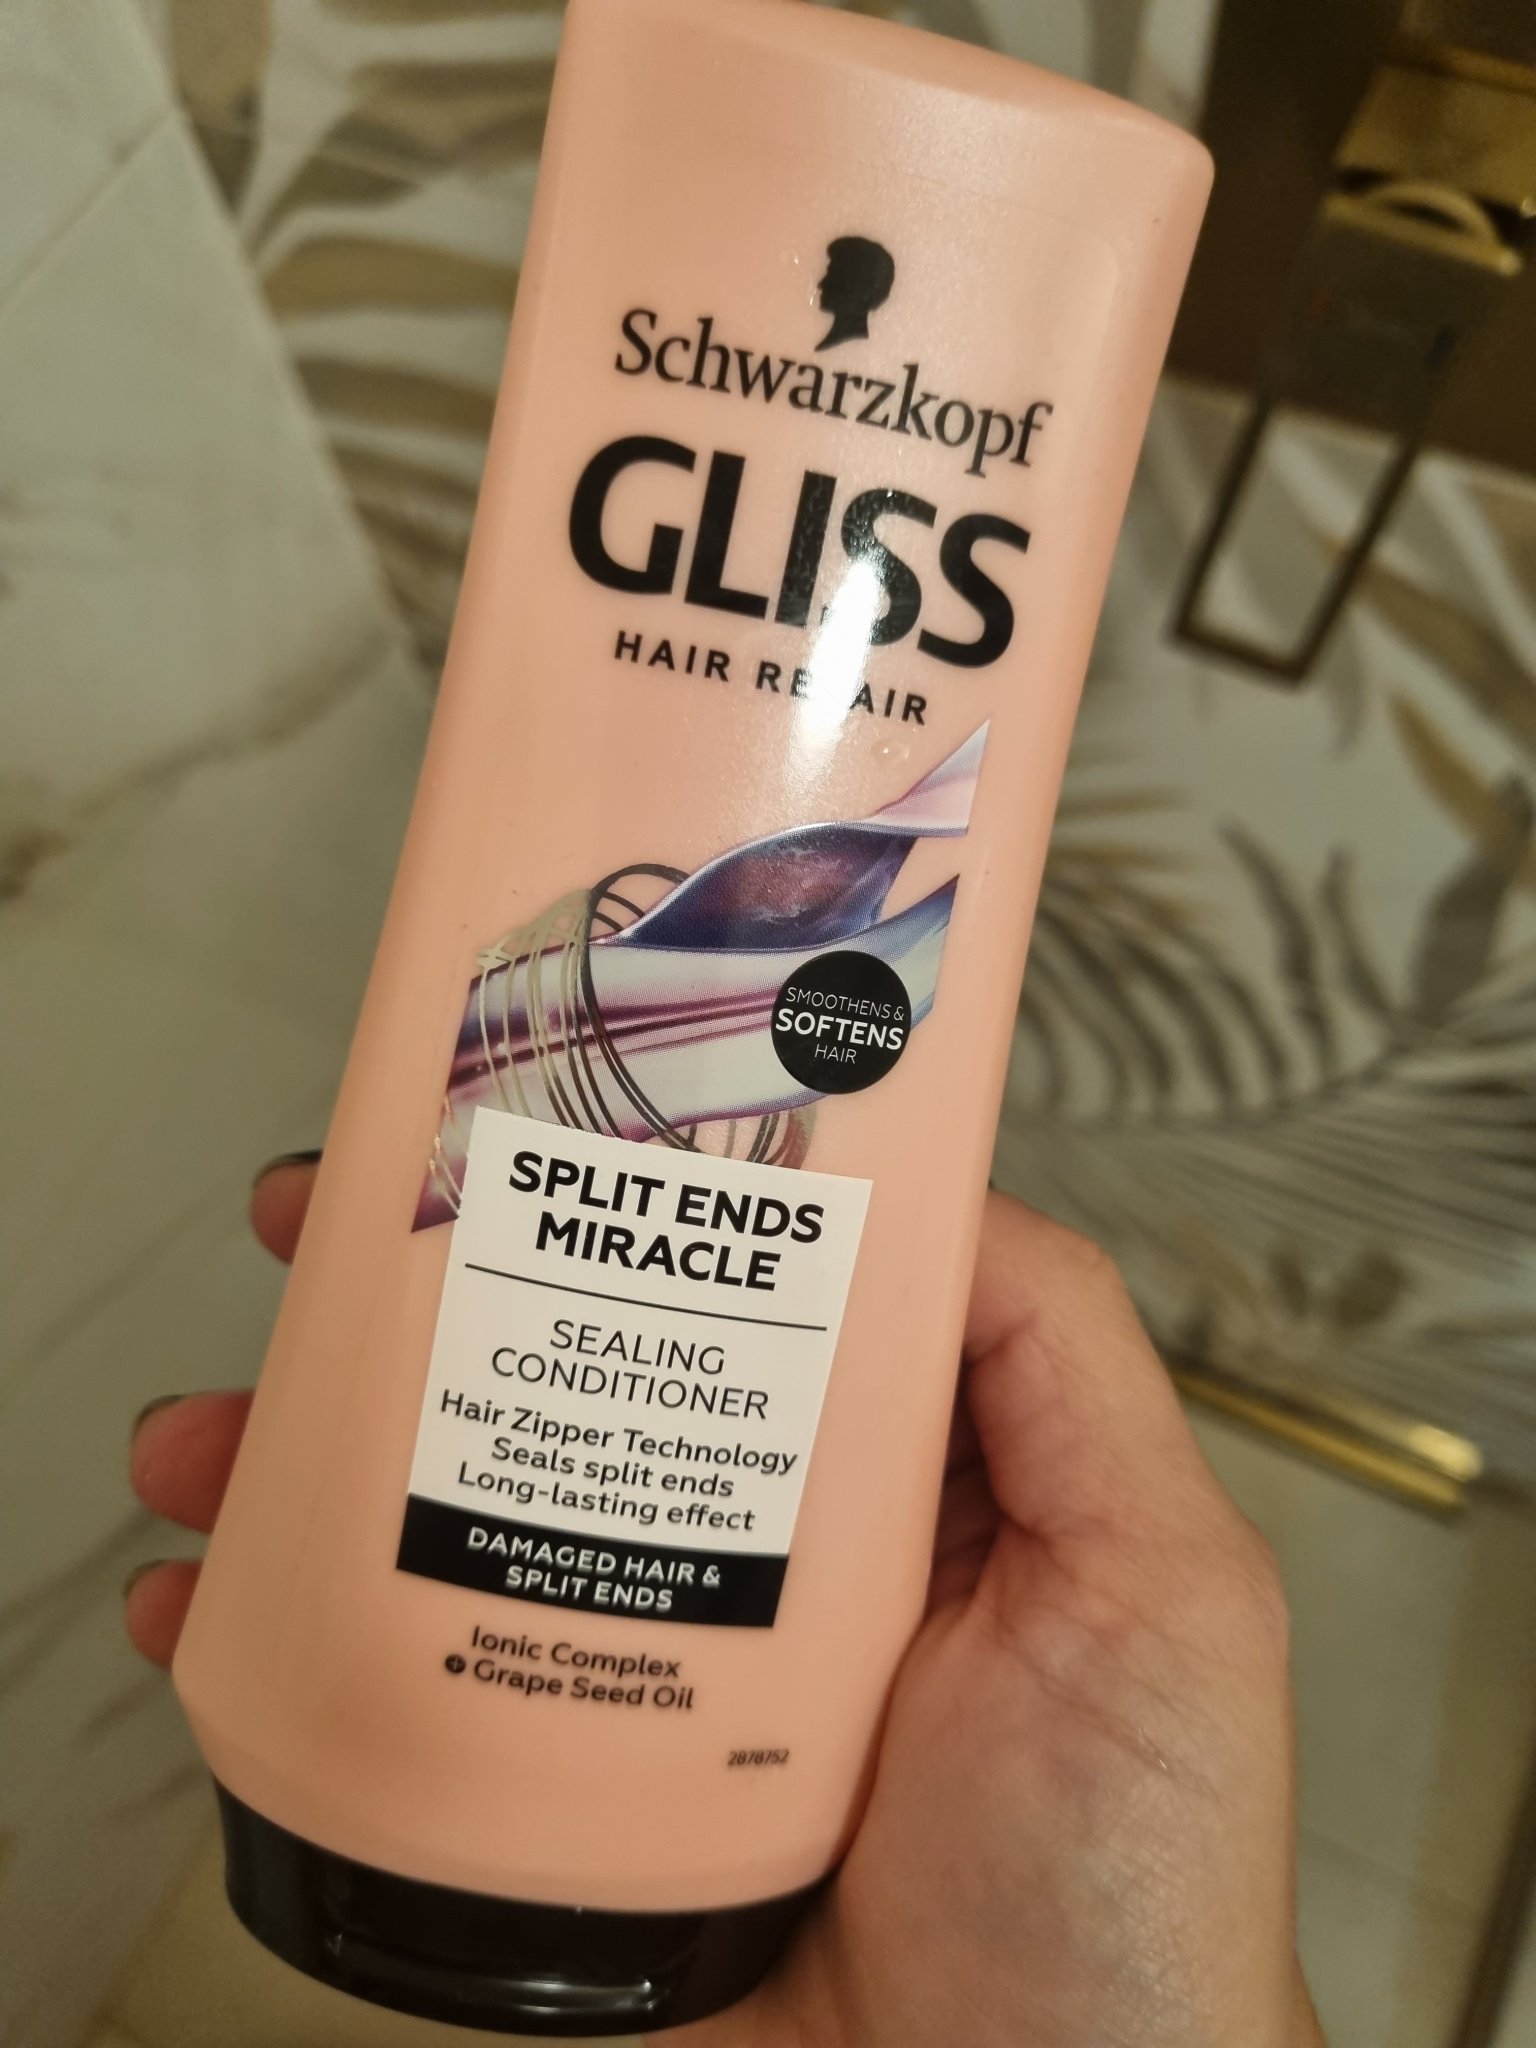 Schwarzkopf
GLISS
HAIR REPAIR
SMOOTHENS &
SOFTENS
HAIR
SPLIT ENDS
MIRACLE
SEALING
CONDITIONER
Hair Zipper Technology
Seals split ends
Long-lasting effect
DAMAGED HAIR &
SPLIT ENDS
Ionic Complex
+ Grape Seed Oil
2878752